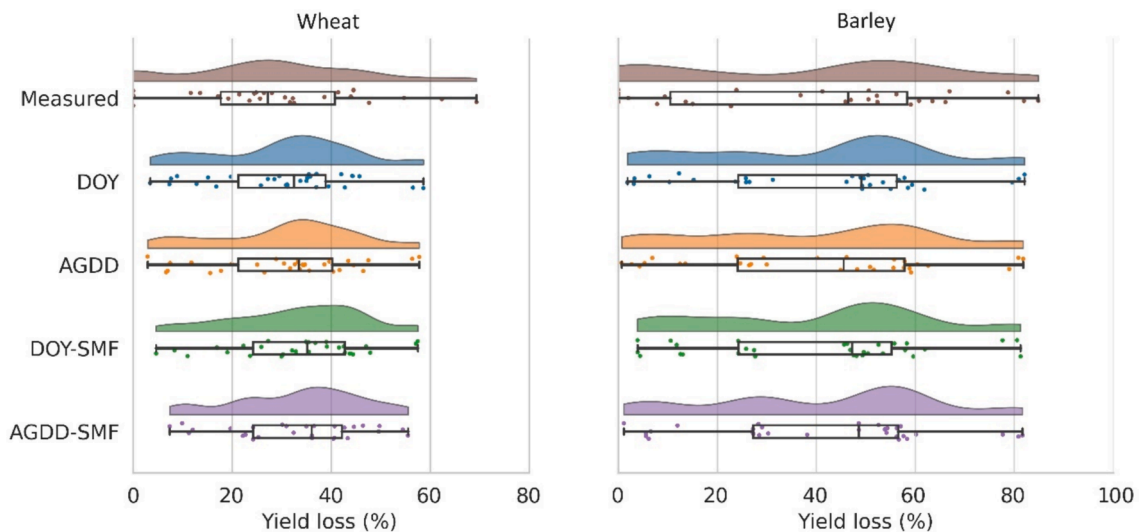 Wheat Barley
Measured
DOY
AGDD
DOY-SMF
AGDD-SMF
0 20 40 60 80 0 20 40 60 80 100
Yield loss (%) Yield loss (%)